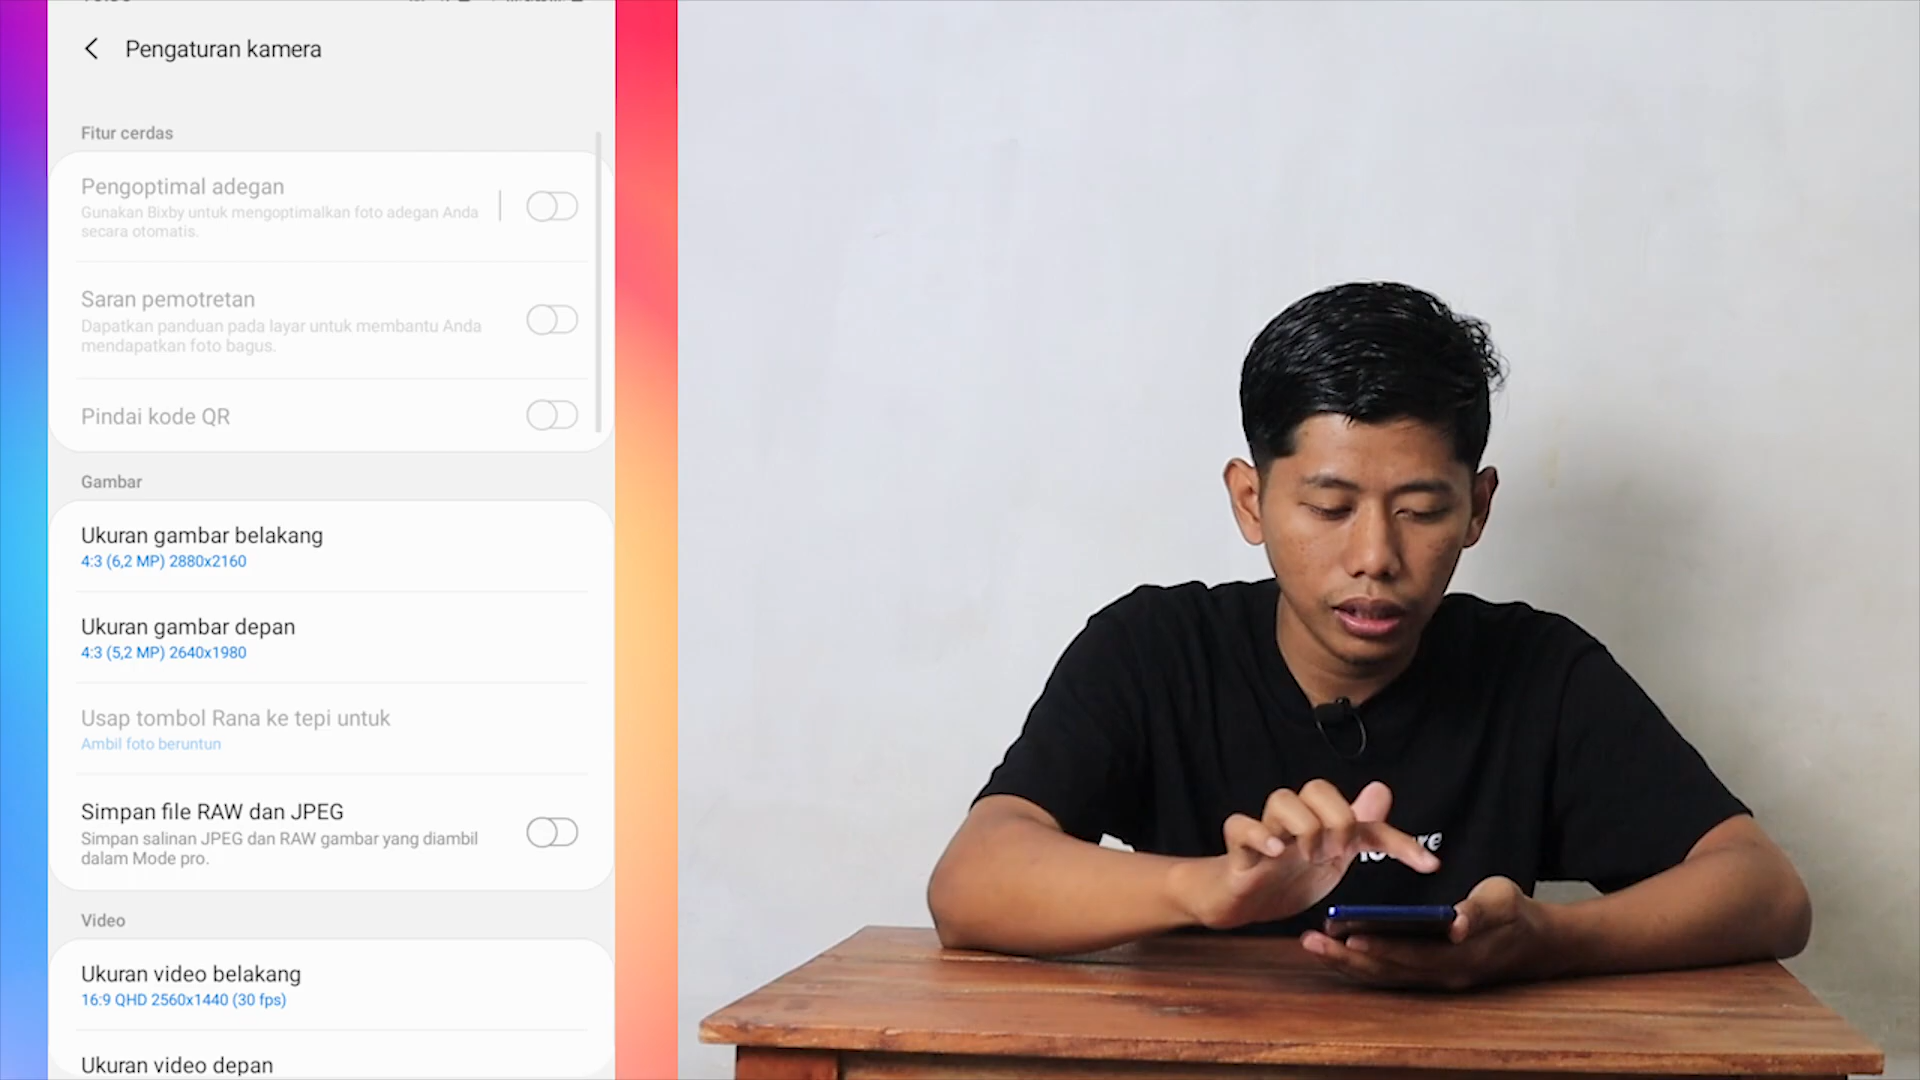 Pengaturan kamera
Fitur cerdas
Pengoptimal adegan
Gunakan Bixby untuk mengoptimalkan foto adegan Anda
secara otomatis.
Saran pemotretan
Dapatkan panduan pada layar untuk membantu Anda
mendapatkan foto bagus.
Pindai kode QR
Gambar
Ukuran gambar belakang
4:3 (6,2 MP) 2880x2160
Ukuran gambar depan
4:3 (5,2 MP) 2640x1980
Usap tombol Rana ke tepi untuk
Ambil foto beruntun
Simpan file RAW dan JPEG
Simpan salinan JPEG dan RAW gambar yang diambil
dalam Mode pro.
Video
Ukuran video belakang
16:9 QHD 2560x1440 (30 fps)
Ukuran video depan